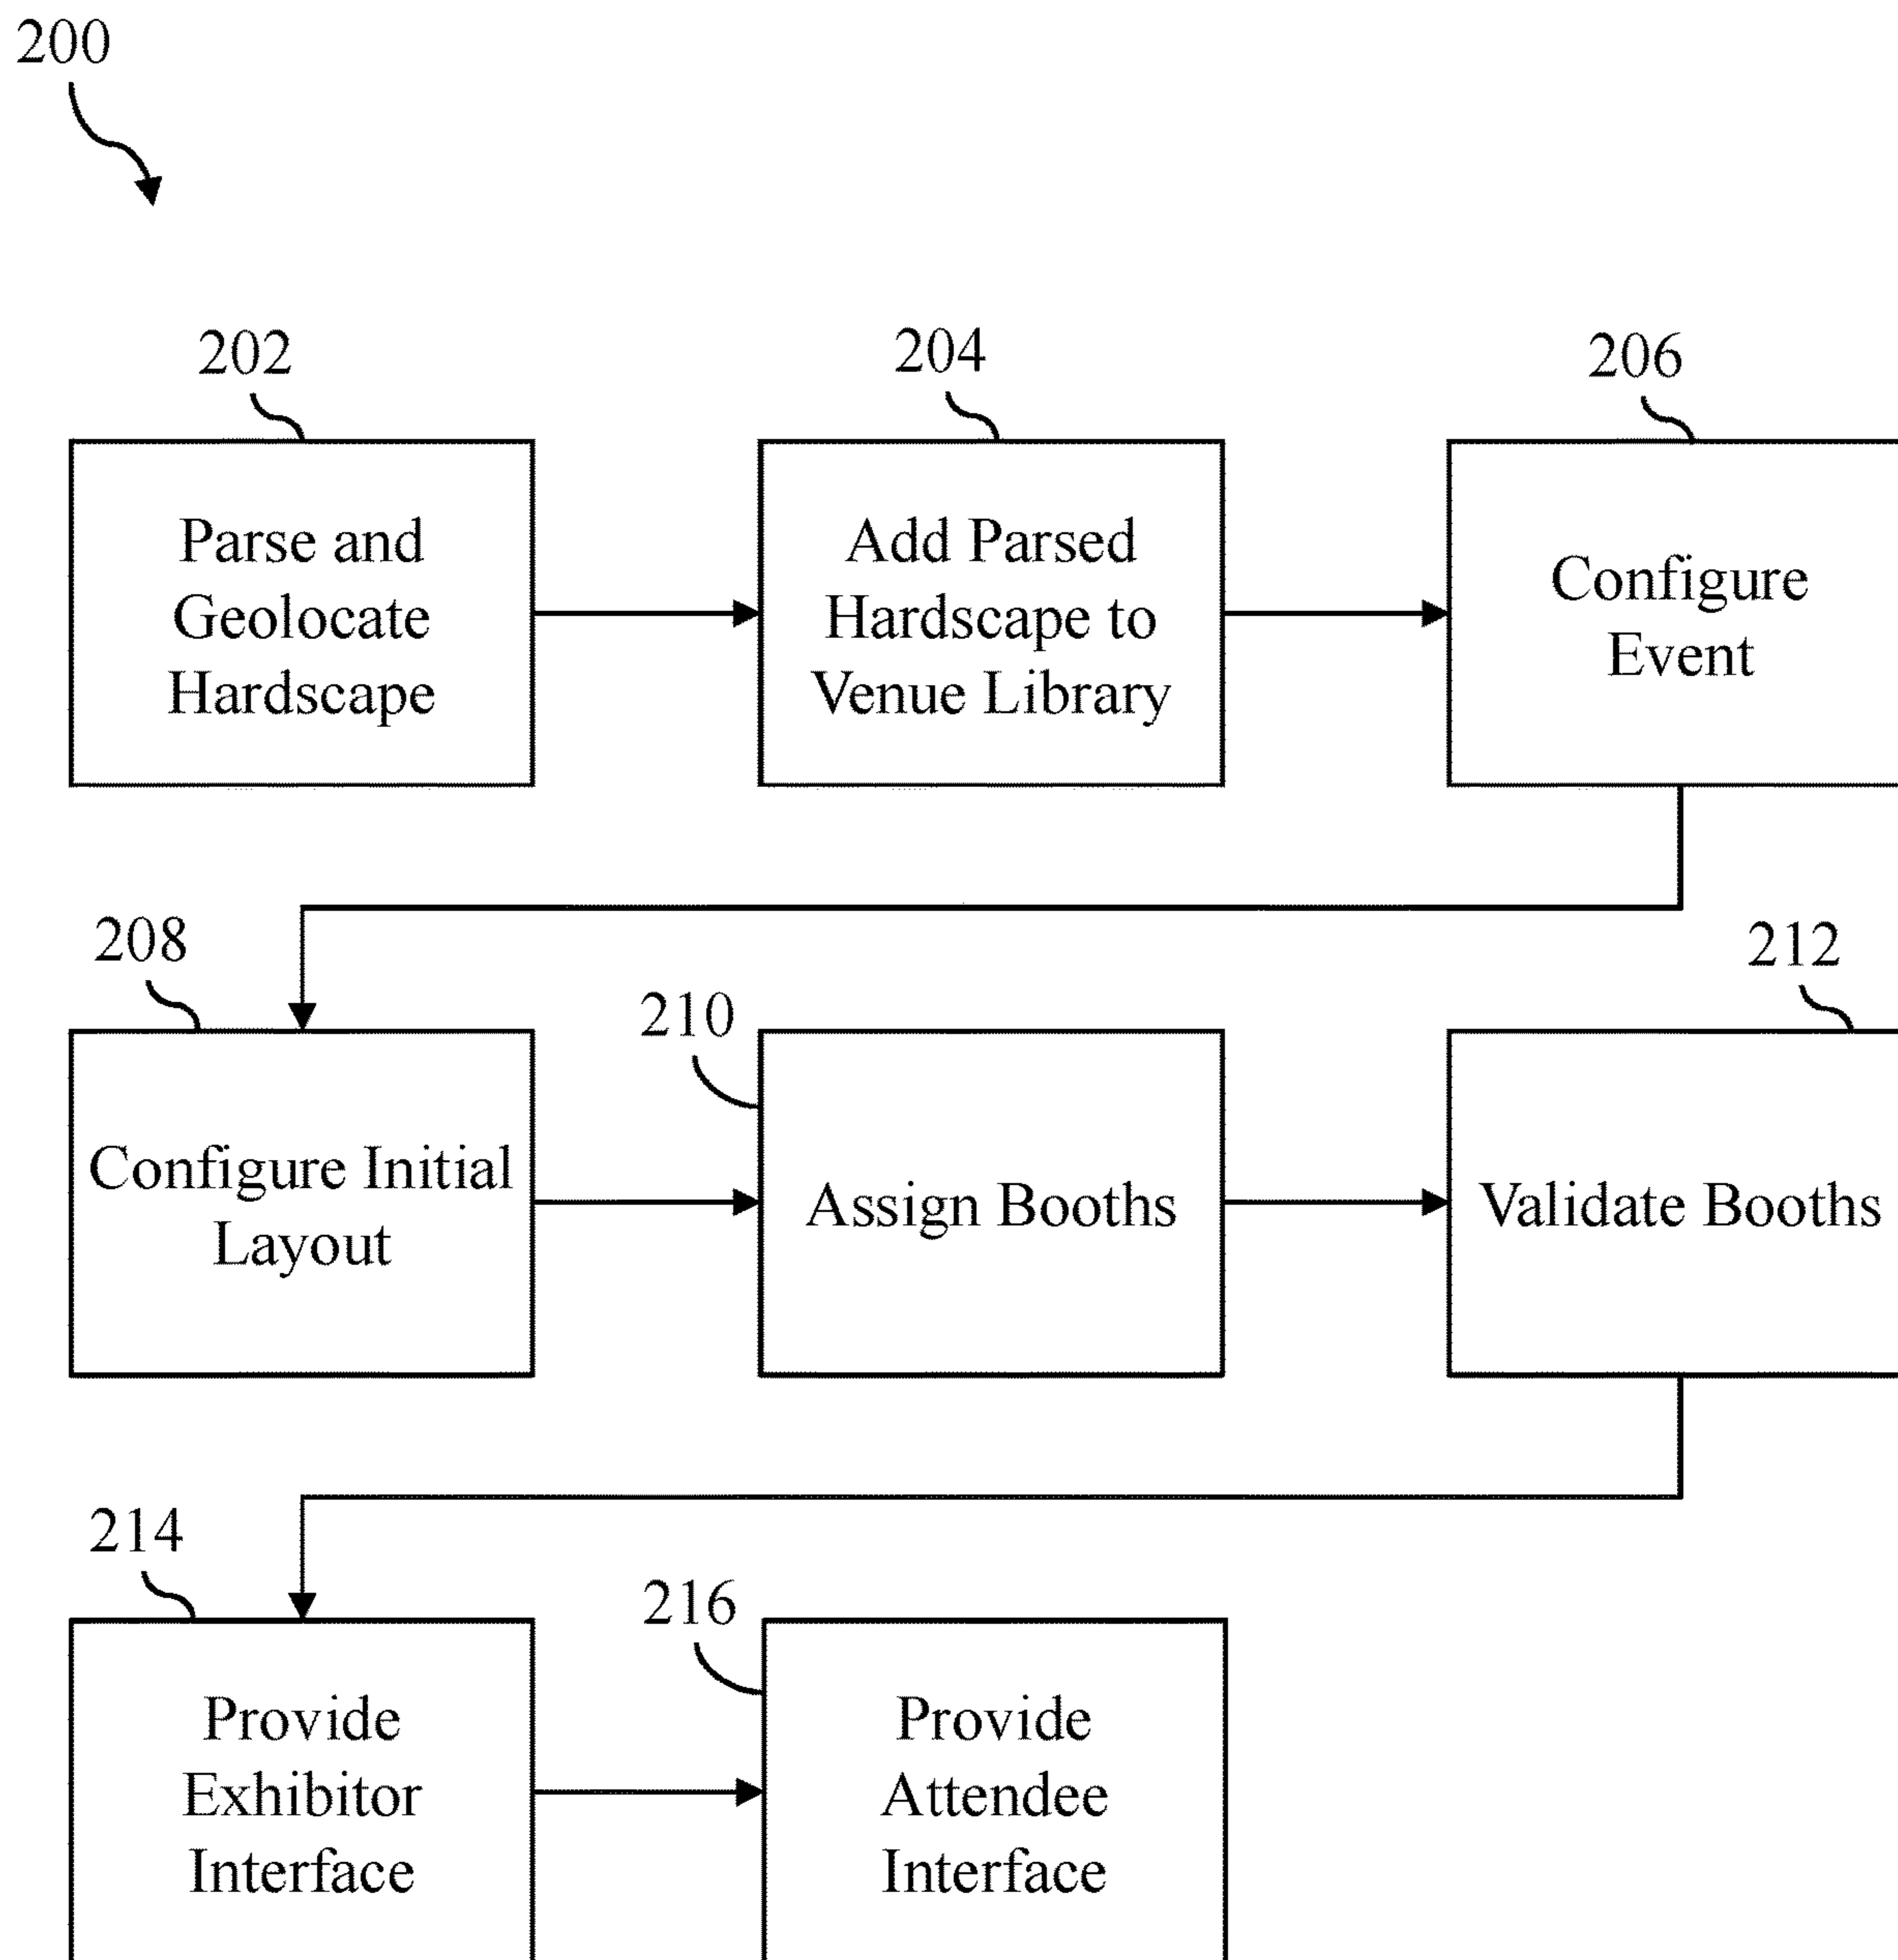 200
202
Parse and
Geolocate
Hardscape
204
Add Parsed
Hardscape to
Venue Library
206
Configure
Event
208
Configure Initial
Layout
210
Assign Booths
212
Validate Booths
214
Provide
Exhibitor
Interface
216
Provide
Attendee
Interface